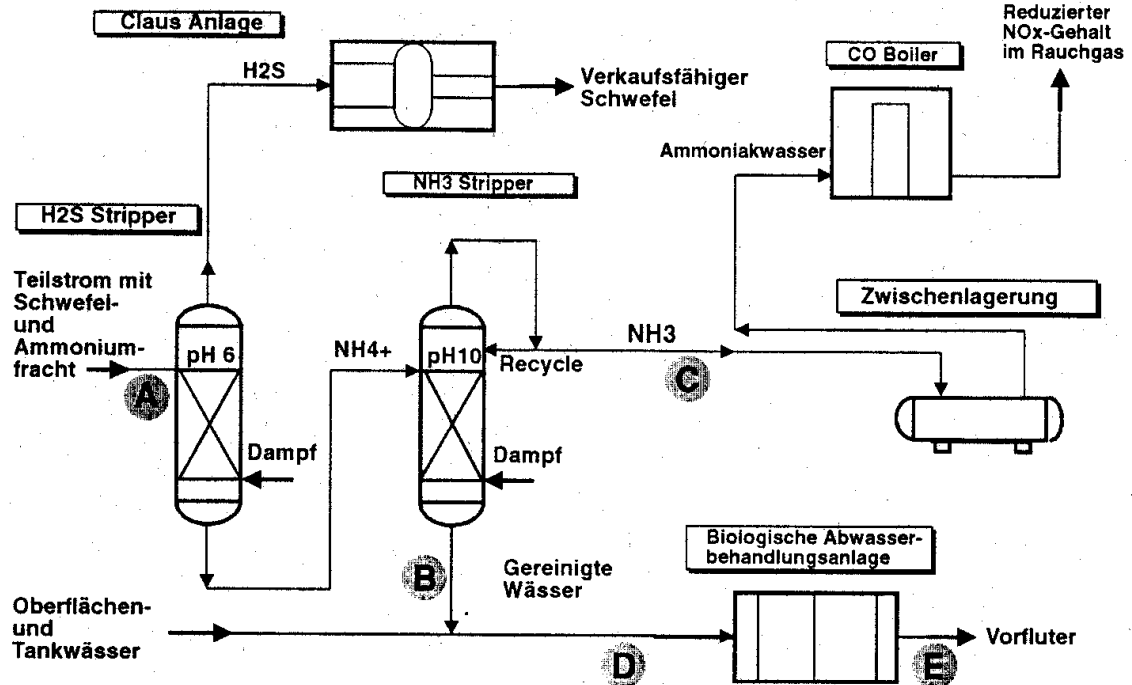 Claus Anlage
H2S
Verkaufsfähiger
Schwefel
Reduzierter
NOx-Gehalt
im Rauchgas
CO Boiler
Ammoniakwasser
NH3 Stripper
H2S Stripper
Teilstrom mit
Schwefel-
und
Ammonium-
fracht
A
pH 6
Dampf
NH4+
pH10
Recycle
Dampf
NH3
C
Zwischenlagerung
B
Gereinigte
Wässer
Biologische Abwasser-
behandlungsanlage
Oberflächen-
und
Tankwässer
D
E
Vorfluter